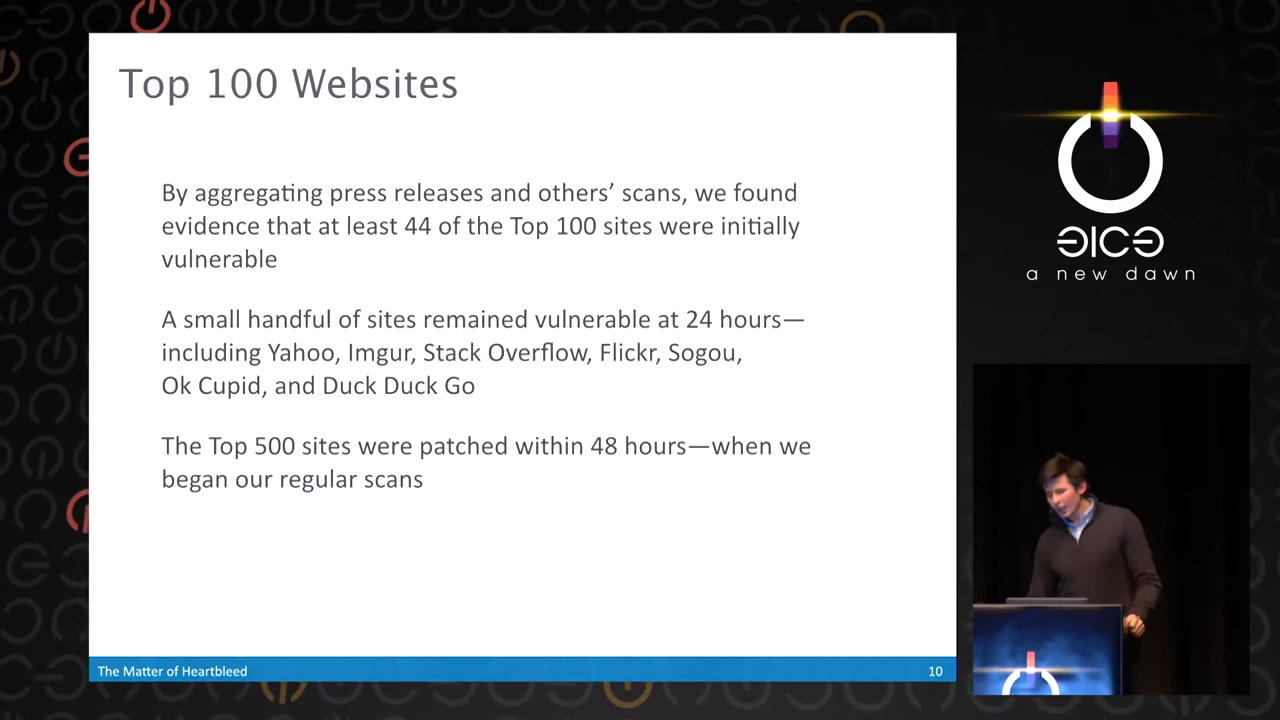 Top 100 Websites
By aggregating press releases and others’ scans, we found
evidence that at least 44 of the Top 100 sites were initially
vulnerable
A small handful of sites remained vulnerable at 24 hours—
including Yahoo, Imgur, Stack Overflow, Flickr, Sogou,
Ok Cupid, and Duck Duck Go
The Top 500 sites were patched within 48 hours—when we
began our regular scans
The Matter of Heartbleed
10
a new dawn